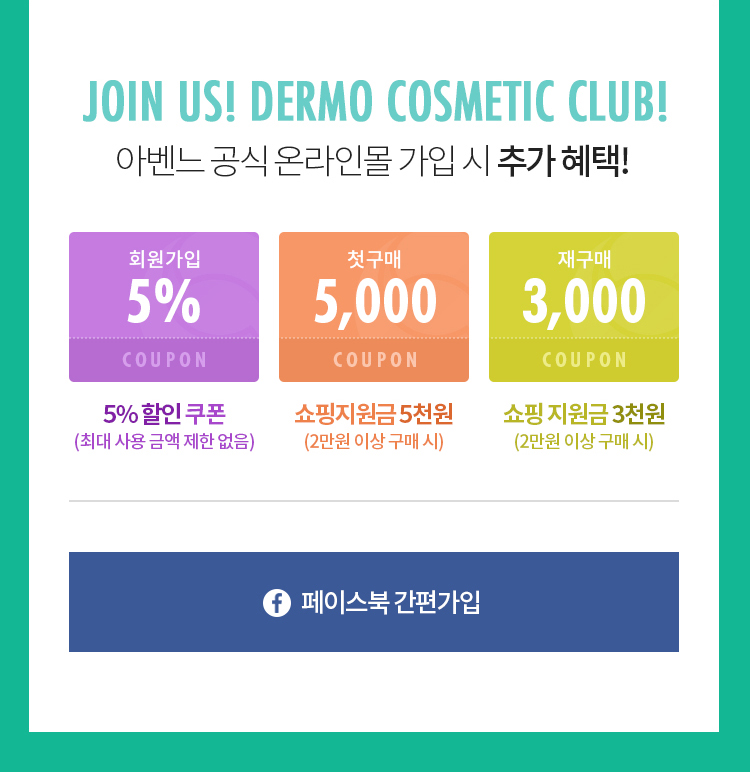 JOIN US! DERMO COSMETIC CLUB!
아벤느 공식 온라인몰 가입 시 추가 혜택!
회원가입
5%
COUPON
5% 할인 쿠폰
(최대 사용 금액 제한 없음)
첫구매
5,000
COUPON
쇼핑지원금 5천원
(2만원 이상 구매 시)
재구매
3,000
COUPON
쇼핑 지원금 3천원
(2만원 이상 구매 시)
페이스북 간편가입